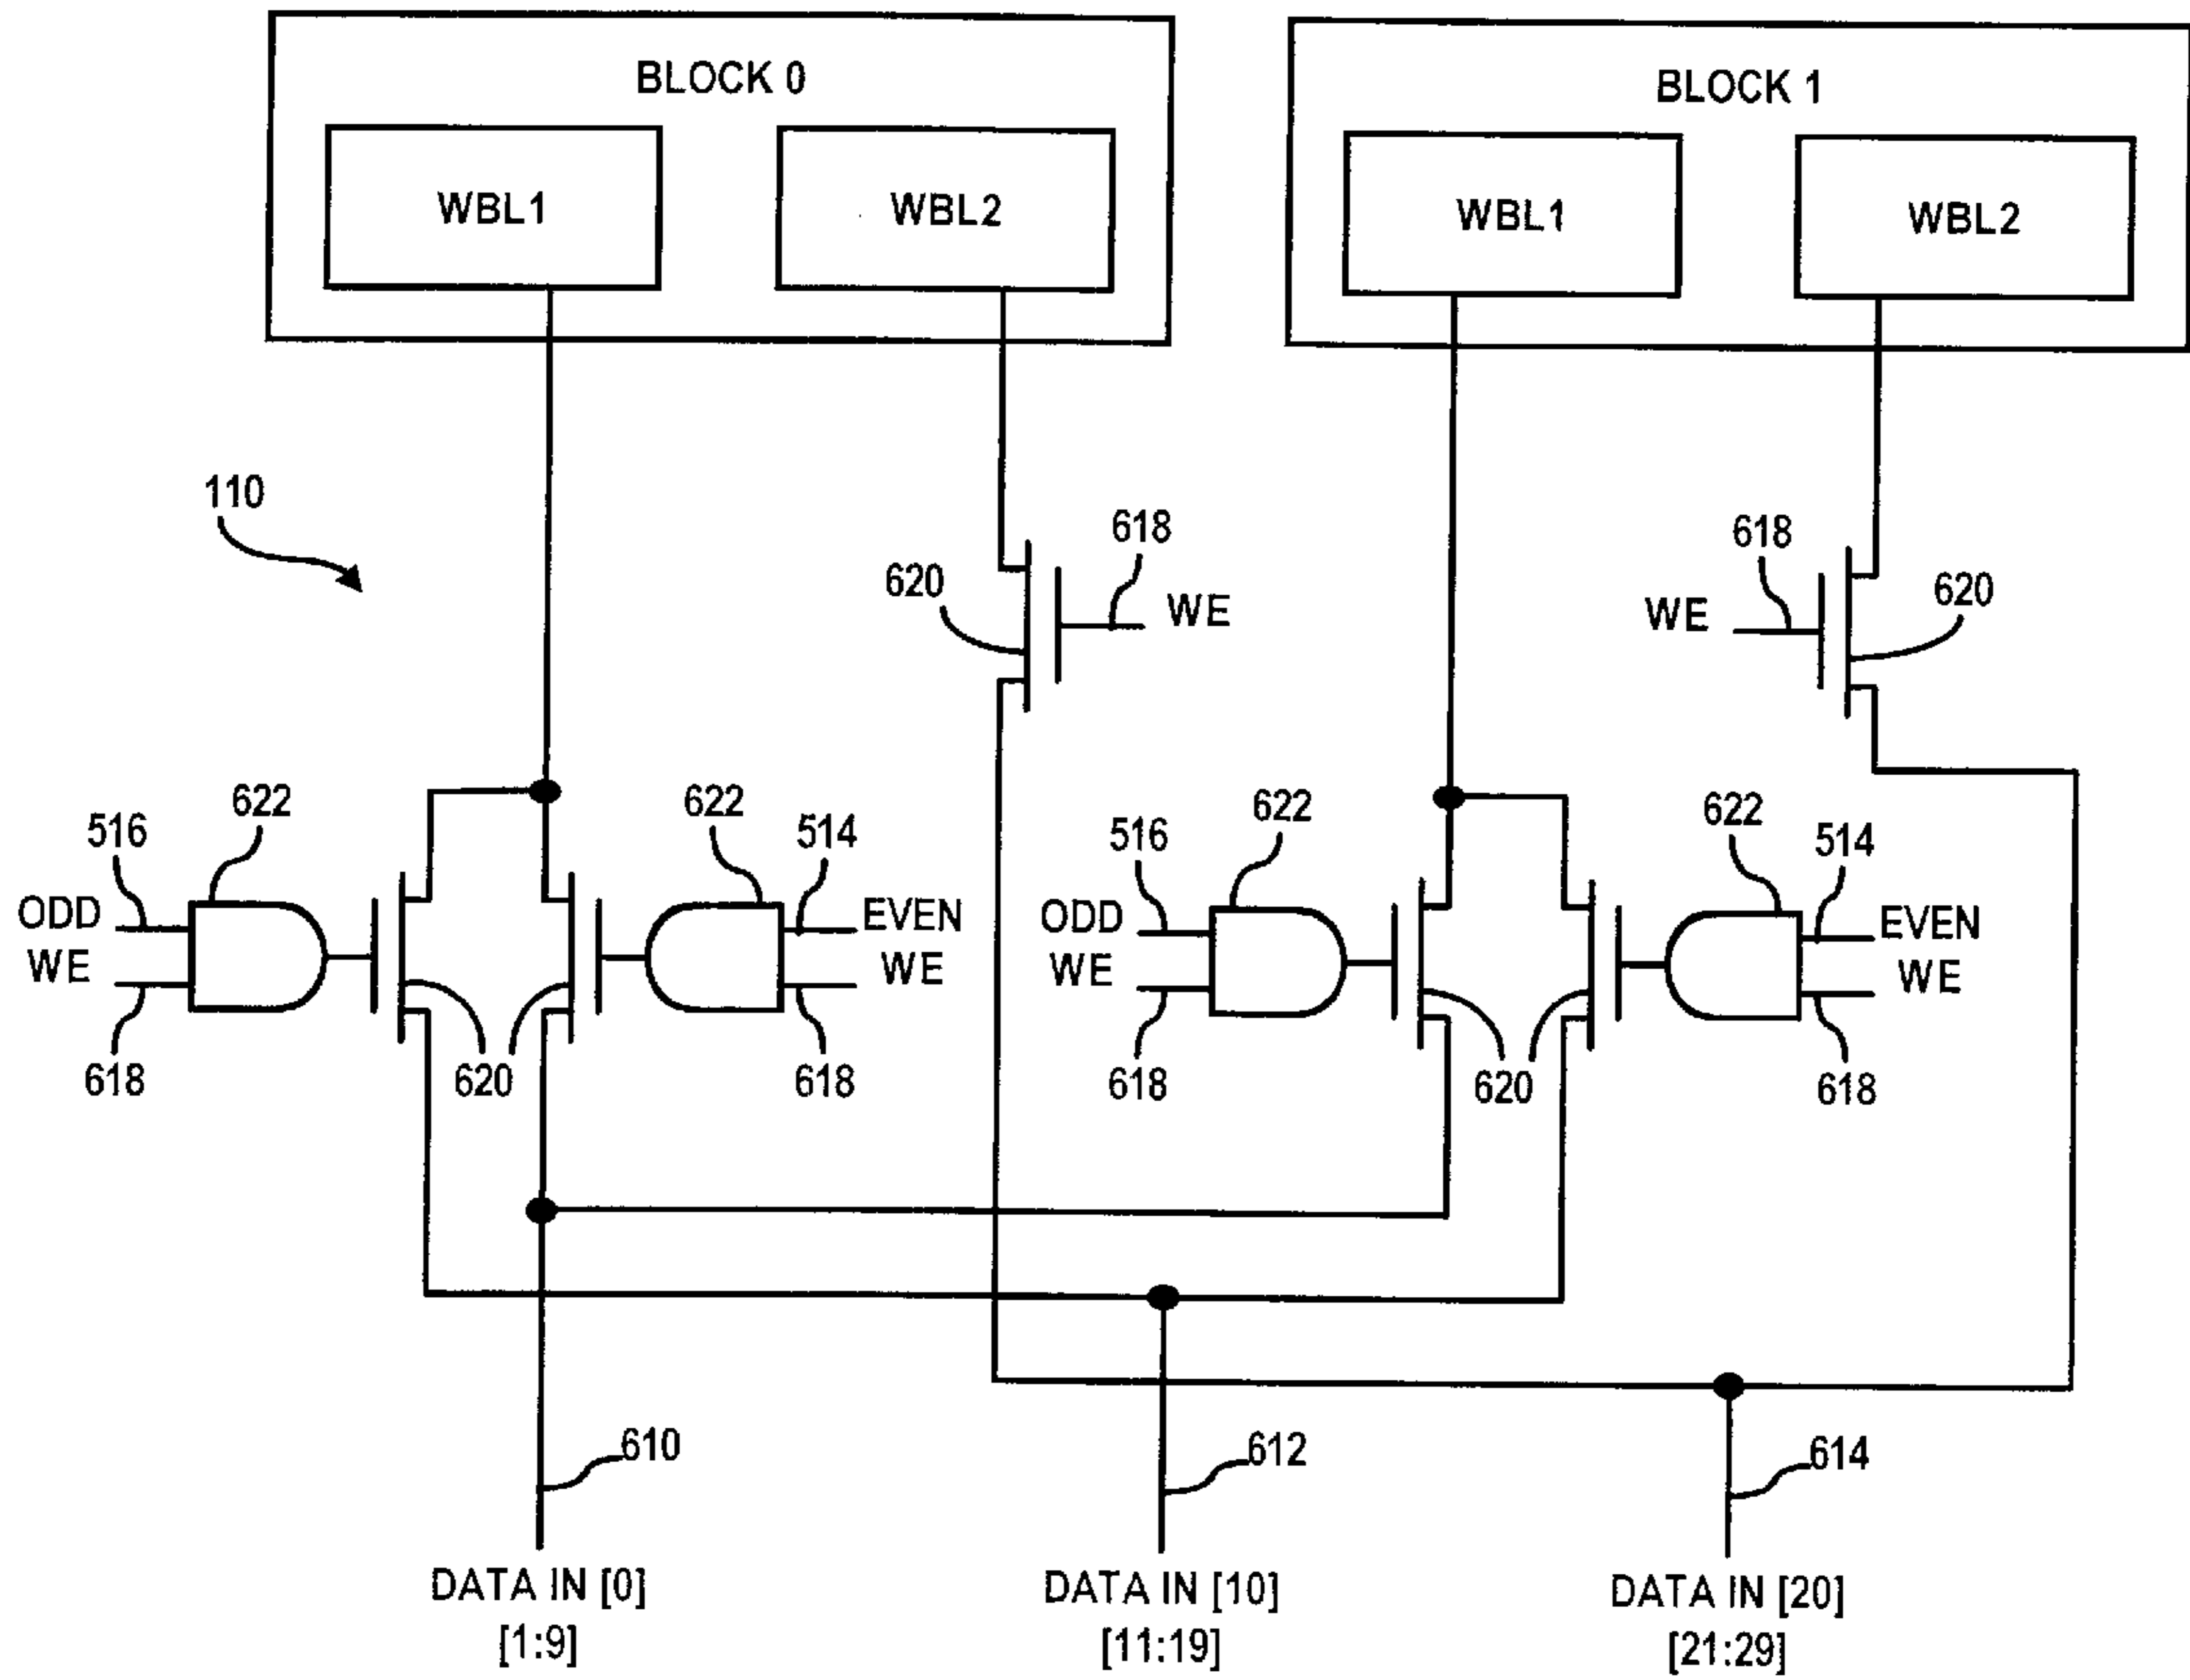 BLOCK 0
BLOCK 1
WBL1
WBL2
WBL1
WBL2
110
618
WE
620
618
WE
620
516
622
622
514
ODD
WE
EVEN
WE
618
620
618
516
622
622
514
ODD
WE
EVEN
WE
618
620
618
610
612
614
DATA IN [0]
[1:9]
DATA IN [10]
[11:19]
DATA IN [20]
[21:29]